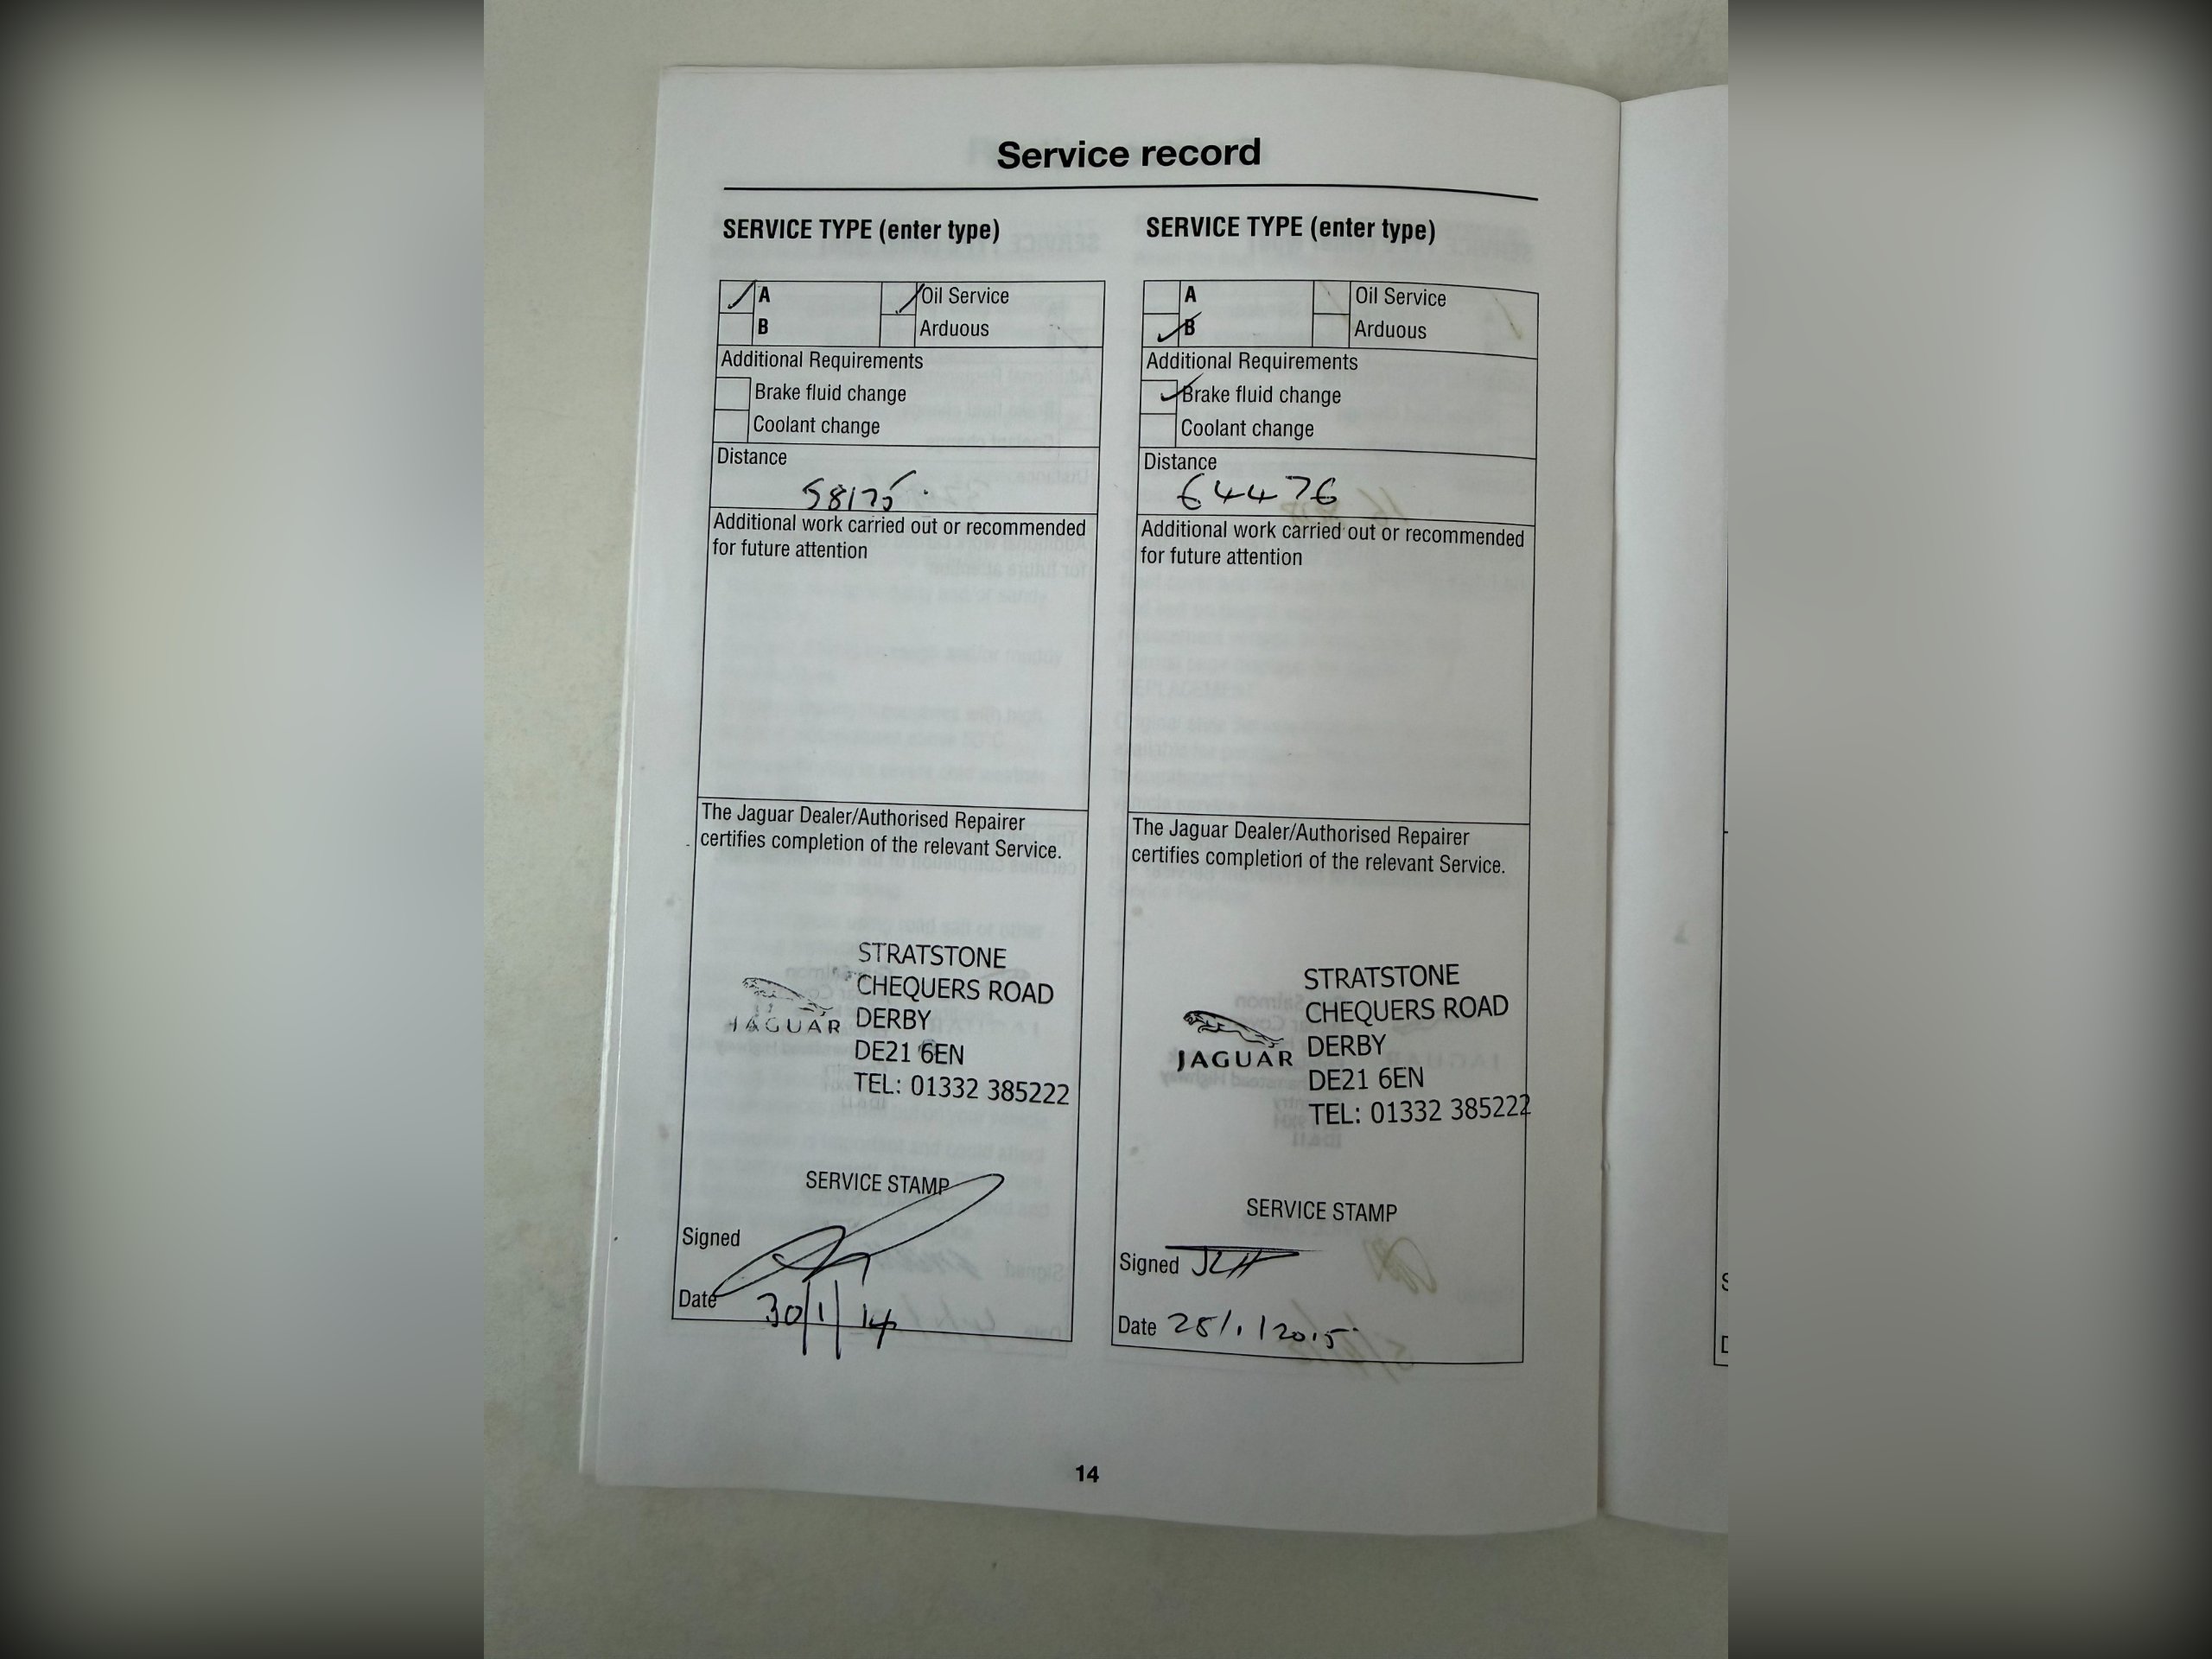 Service record
SERVICE TYPE (enter type)
A
Oil Service
B
Arduous
Additional Requirements
Brake fluid change
Coolant change
Distance
58175
Additional work carried out or recommended
for future attention
The Jaguar Dealer/Authorised Repairer
certifies completion of the relevant Service.
STRATSTONE
CHEQUERS ROAD
JAGUAR DERBY
DE21 6EN
TEL: 01332 385222
SERVICE STAMP
Signed
Date 30/1/14
SERVICE TYPE (enter type)
A
Oil Service
B
Arduous
Additional Requirements
Brake fluid change
Coolant change
Distance
64476
Additional work carried out or recommended
for future attention
The Jaguar Dealer/Authorised Repairer
certifies completion of the relevant Service.
STRATSTONE
CHEQUERS ROAD
JAGUAR DERBY
DE21 6EN
TEL: 01332 385222
SERVICE STAMP
Signed
Date
14